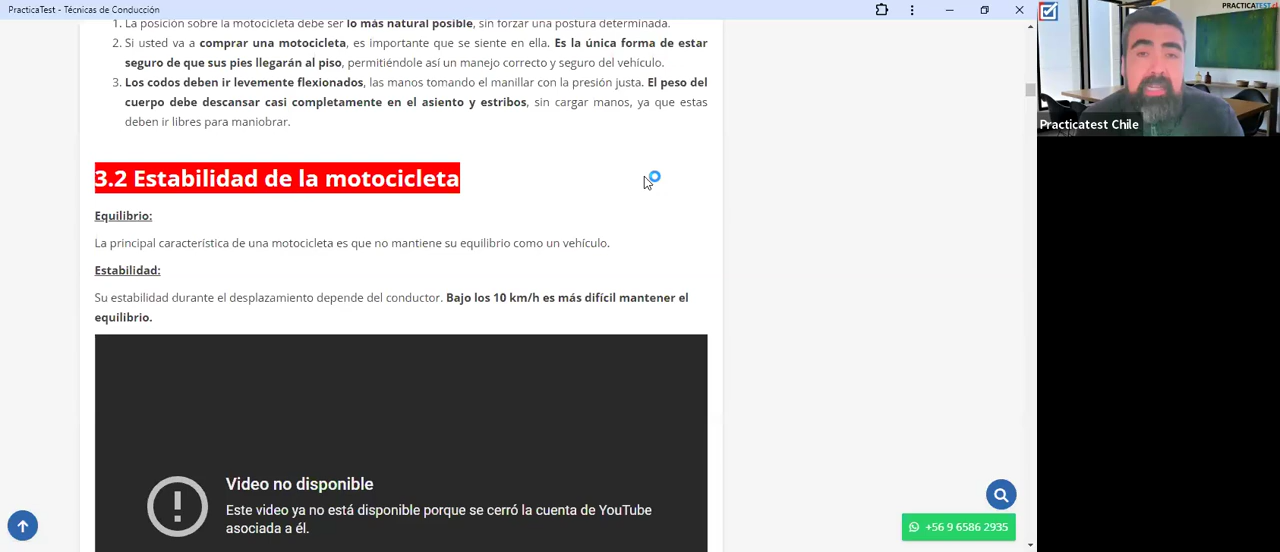 PracticaTest - Técnicas de Conducción
PRACTICATEST.cl
1. La posición sobre la motocicleta debe ser lo más natural posible, sin forzar una postura determinada.
2. Si usted va a comprar una motocicleta, es importante que se siente en ella. Es la única forma de estar
seguro de que sus pies llegarán al piso, permitiéndole así un manejo correcto y seguro del vehículo.
3. Los codos deben ir levemente flexionados, las manos tomando el manillar con la presión justa. El peso del
cuerpo debe descansar casi completamente en el asiento y estribos, sin cargar manos, ya que estas
deben ir libres para maniobrar.
Practicatest Chile
3.2 Estabilidad de la motocicleta
Equilibrio:
La principal característica de una motocicleta es que no mantiene su equilibrio como un vehículo.
Estabilidad:
Su estabilidad durante el desplazamiento depende del conductor. Bajo los 10 km/h es más difícil mantener el
equilibrio.
Video no disponible
Este video ya no está disponible porque se cerró la cuenta de YouTube
asociada a él.
+56 9 6586 2935